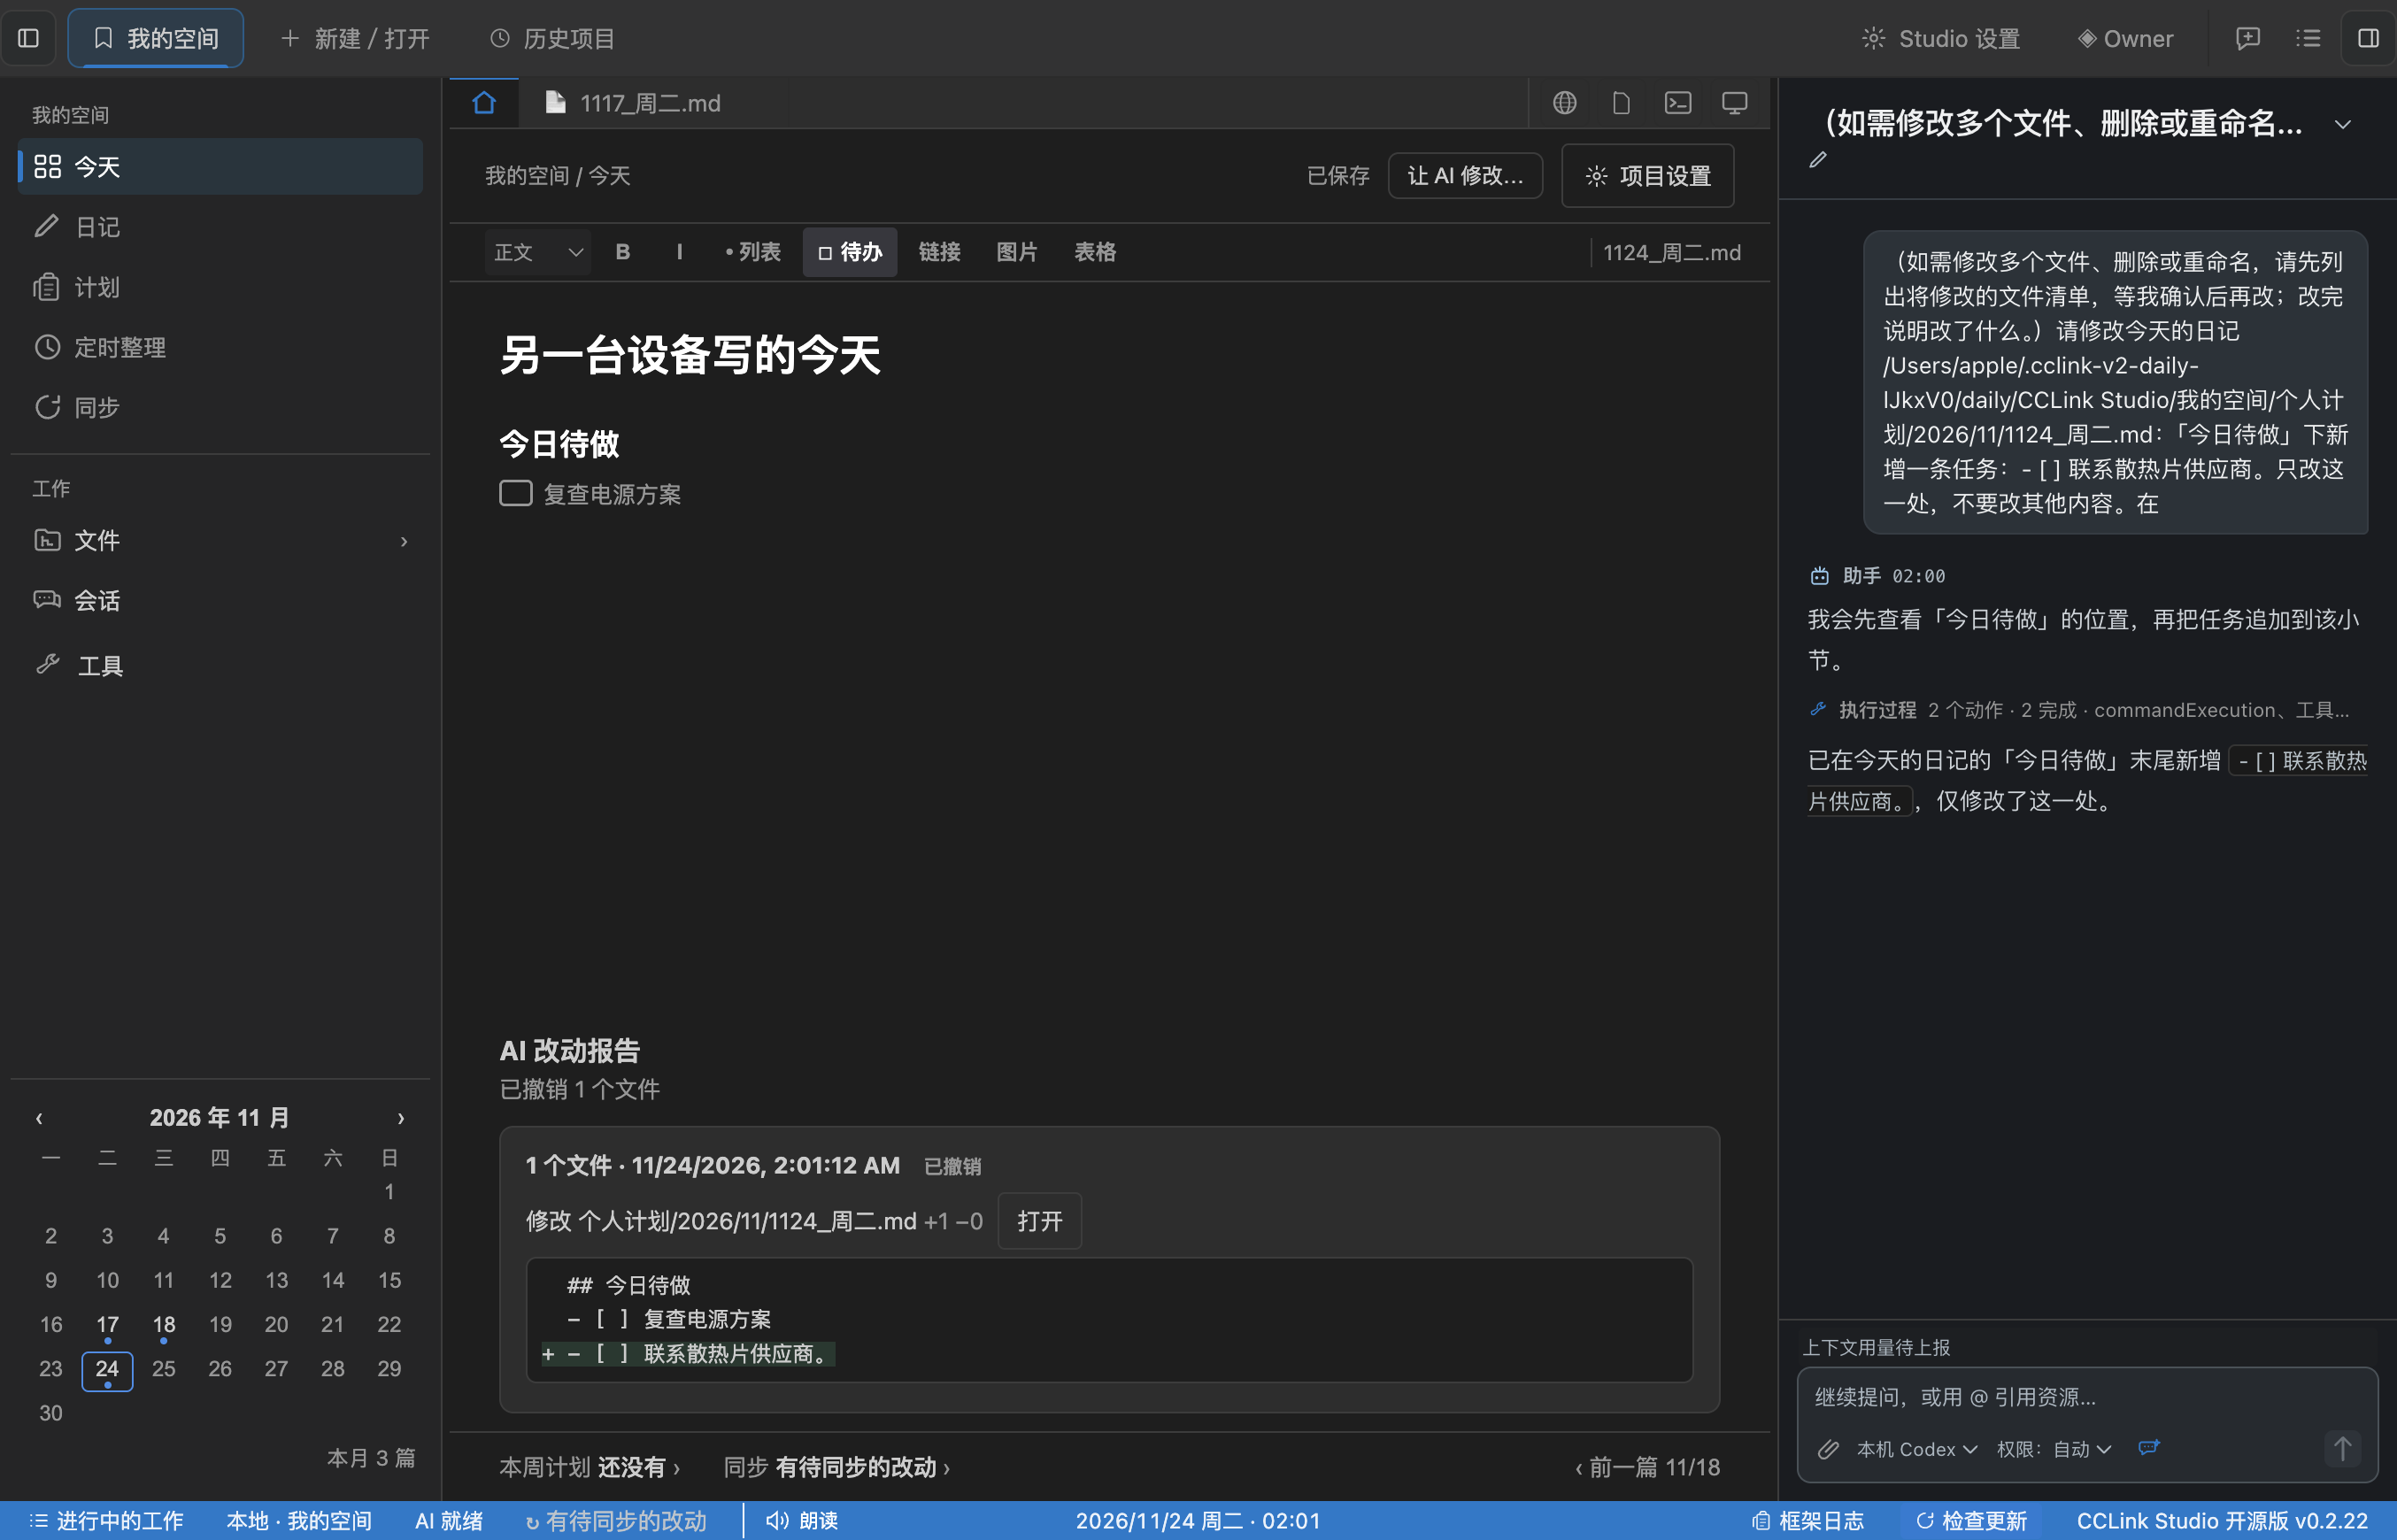 我的空间
新建 / 打开
历史项目
Studio 设置
Owner
我的空间
今天
日记
计划
定时整理
同步
工作
文件 ›
会话
工具
‹ 2026 年 11 月 ›
一 二 三 四 五 六 日
1
2 3 4 5 6 7 8
9 10 11 12 13 14 15
16 17 18 19 20 21 22
23 24 25 26 27 28 29
30
本月 3 篇
1117_周二.md
我的空间 / 今天
已保存
让 AI 修改...
项目设置
正文
B
I
• 列表
待办
链接
图片
表格
1124_周二.md
另一台设备写的今天
今日待做
复查电源方案
AI 改动报告
已撤销 1 个文件
1 个文件 · 11/24/2026, 2:01:12 AM 已撤销
修改 个人计划/2026/11/1124_周二.md +1 −0 打开
## 今日待做
- [ ] 复查电源方案
+ - [ ] 联系散热片供应商。
本周计划 还没有 ›
同步 有待同步的改动 ›
‹ 前一篇 11/18
（如需修改多个文件、删除或重命名...
（如需修改多个文件、删除或重命名，请先列
出将修改的文件清单，等我确认后再改；改完
说明改了什么。）请修改今天的日记
/Users/apple/.cclink-v2-daily-
IJkxV0/daily/CCLink Studio/我的空间/个人计
划/2026/11/1124_周二.md：「今日待做」下新
增一条任务：- [ ] 联系散热片供应商。只改这
一处，不要改其他内容。在
助手 02:00
我会先查看「今日待做」的位置，再把任务追加到该小
节。
执行过程 2 个动作 · 2 完成 · commandExecution、工具...
已在今天的日记的「今日待做」末尾新增 - [ ] 联系散热
片供应商。，仅修改了这一处。
上下文用量待上报
继续提问，或用 @ 引用资源...
本机 Codex
权限：自动
进行中的工作
本地 · 我的空间
AI 就绪
有待同步的改动
朗读
2026/11/24 周二 · 02:01
框架日志
检查更新
CCLink Studio 开源版 v0.2.22